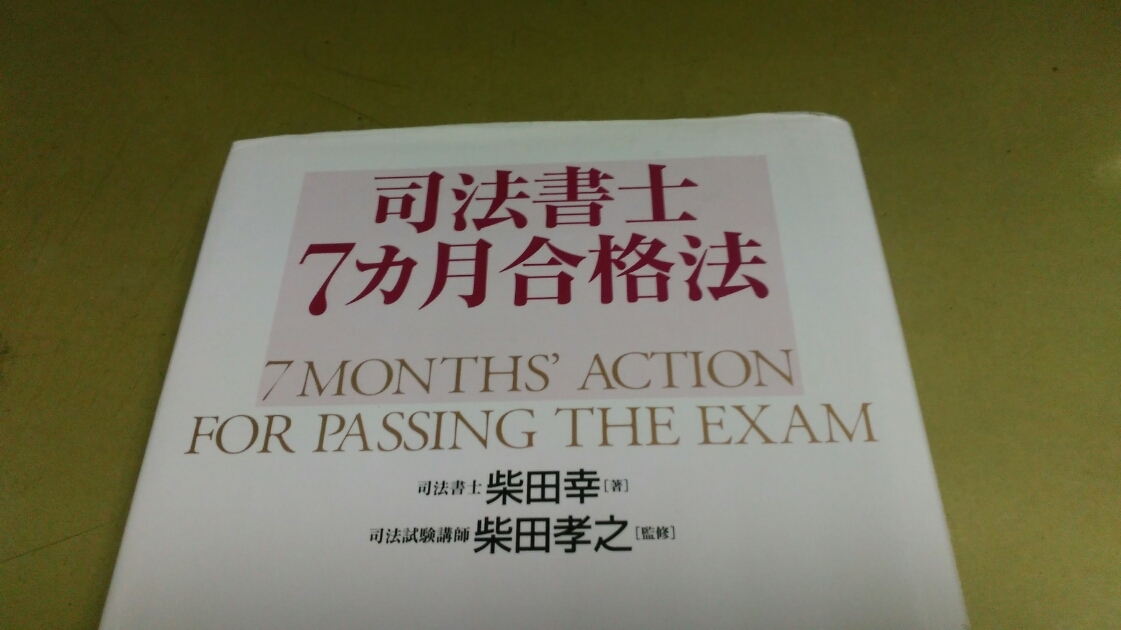 司法書士
7カ月合格法
7 MONTHS' ACTION
FOR PASSING THE EXAM
司法書士 柴田幸[著]
司法試験講師 柴田孝之[監修]